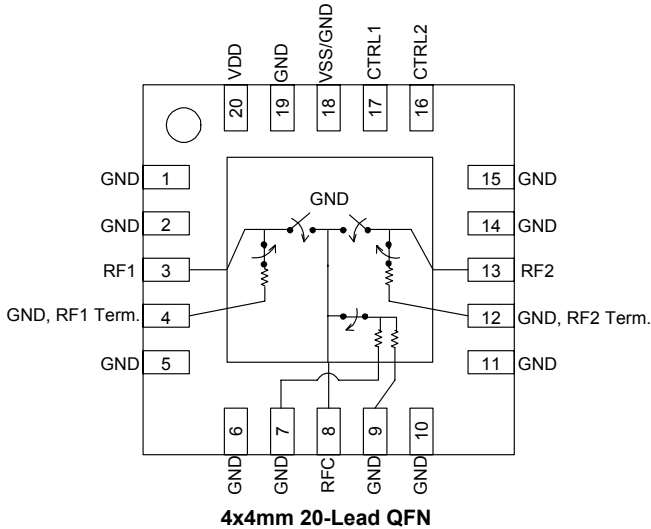 VDD GND VSS/GND CTRL1 CTRL2
20 19 18 17 16
GND 1
15 GND
GND
GND 2
14 GND
RF1 3
13 RF2
GND, RF1 Term. 4
12 GND, RF2 Term.
GND 5
11 GND
6 7 8 9 10
GND GND RFC GND GND
4x4mm 20-Lead QFN